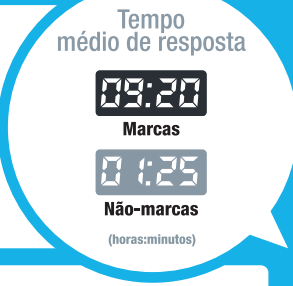 Tempo
médio de resposta
09:20
Marcas
01:25
Não-marcas
(horas:minutos)